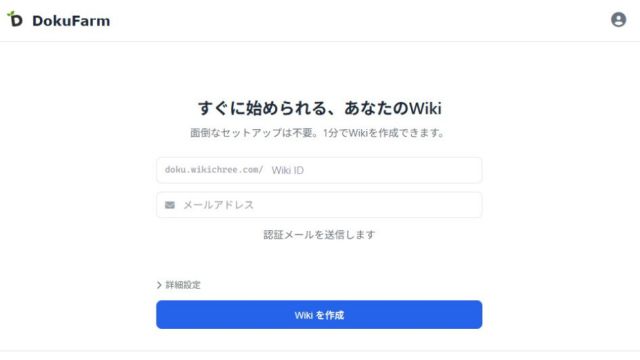 DokuFarm
すぐに始められる、あなたのWiki
面倒なセットアップは不要。1分でWikiを作成できます。
doku.wikichree.com/ Wiki ID
メールアドレス
認証メールを送信します
詳細設定
Wiki を作成